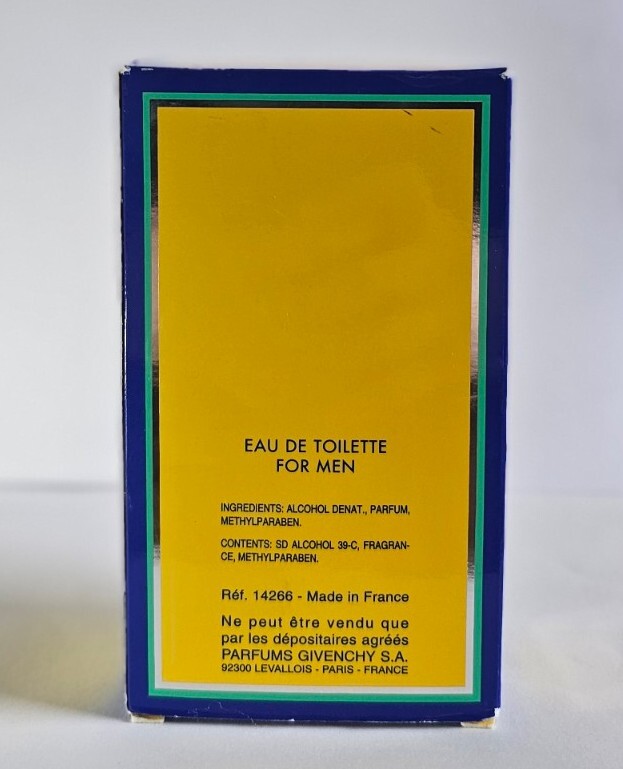 EAU DE TOILETTE
FOR MEN
INGREDIENTS: ALCOHOL DENAT., PARFUM,
METHYLPARABEN.
CONTENTS: SD ALCOHOL 39-C, FRAGRAN-
CE, METHYLPARABEN.
Réf. 14266 - Made in France
Ne peut être vendu que
par les dépositaires agréés
PARFUMS GIVENCHY S.A.
92300 LEVALLOIS - PARIS - FRANCE